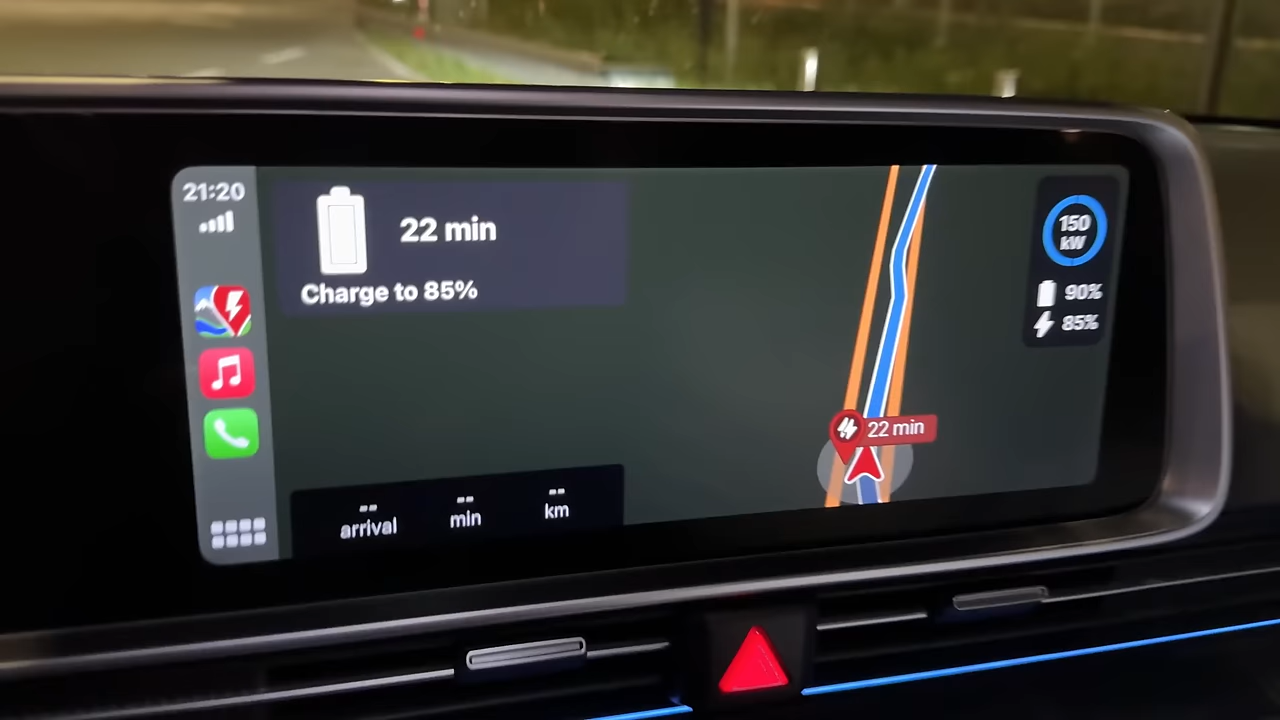 21:20
22 min
Charge to 85%
150
kW
90%
85%
22 min
-- -- --
arrival min km